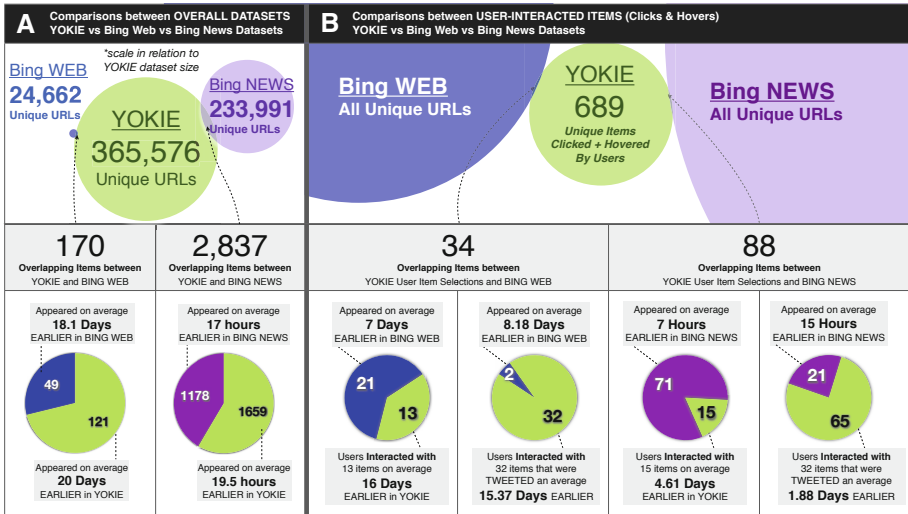 A
Comparisons between OVERALL DATASETS
YOKIE vs Bing Web vs Bing News Datasets
*scale in relation to
YOKIE dataset size
Bing WEB
24,662
Unique URLs
YOKIE
365,576
Unique URLs
Bing NEWS
233,991
Unique URLs
170
Overlapping Items between
YOKIE and BING WEB
2,837
Overlapping Items between
YOKIE and BING NEWS
Appeared on average
18.1 Days
EARLIER in BING WEB
49
121
Appeared on average
20 Days
EARLIER in YOKIE
Appeared on average
17 hours
EARLIER in BING NEWS
1178
1659
Appeared on average
19.5 hours
EARLIER in YOKIE
B
Comparisons between USER-INTERACTED ITEMS (Clicks & Hovers)
YOKIE vs Bing Web vs Bing News Datasets
Bing WEB
All Unique URLs
YOKIE
689
Unique Items
Clicked + Hovered
By Users
Bing NEWS
All Unique URLs
34
Overlapping Items between
YOKIE User Item Selections and BING WEB
88
Overlapping Items between
YOKIE User Item Selections and BING NEWS
Appeared on average
7 Days
EARLIER in BING WEB
21
13
Users Interacted with
13 items on average
16 Days
EARLIER in YOKIE
Appeared on average
8.18 Days
EARLIER in BING WEB
2
32
Users Interacted with
32 items that were
TWEETED an average
15.37 Days EARLIER
Appeared on average
7 Hours
EARLIER in BING NEWS
71
15
Users Interacted with
15 items on average
4.61 Days
EARLIER in YOKIE
Appeared on average
15 Hours
EARLIER in BING NEWS
21
65
Users Interacted with
32 items that were
TWEETED an average
1.88 Days EARLIER